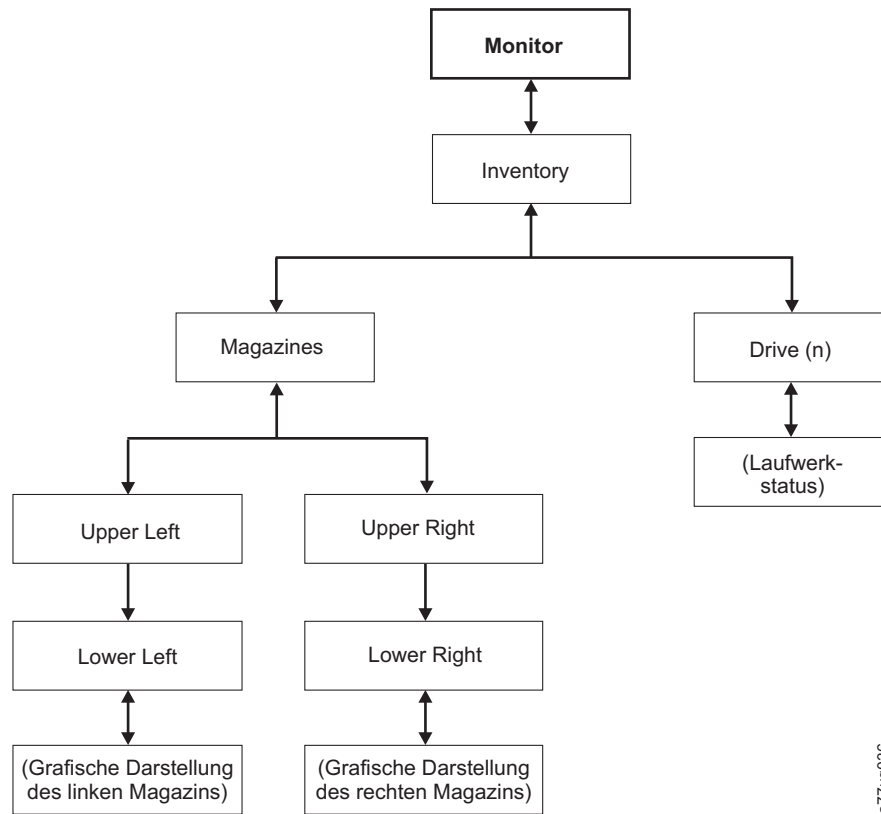 Monitor
Inventory
Magazines
Drive (n)
(Laufwerk-
status)
Upper Left
Upper Right
Lower Left
Lower Right
(Grafische Darstellung
des linken Magazins)
(Grafische Darstellung
des rechten Magazins)